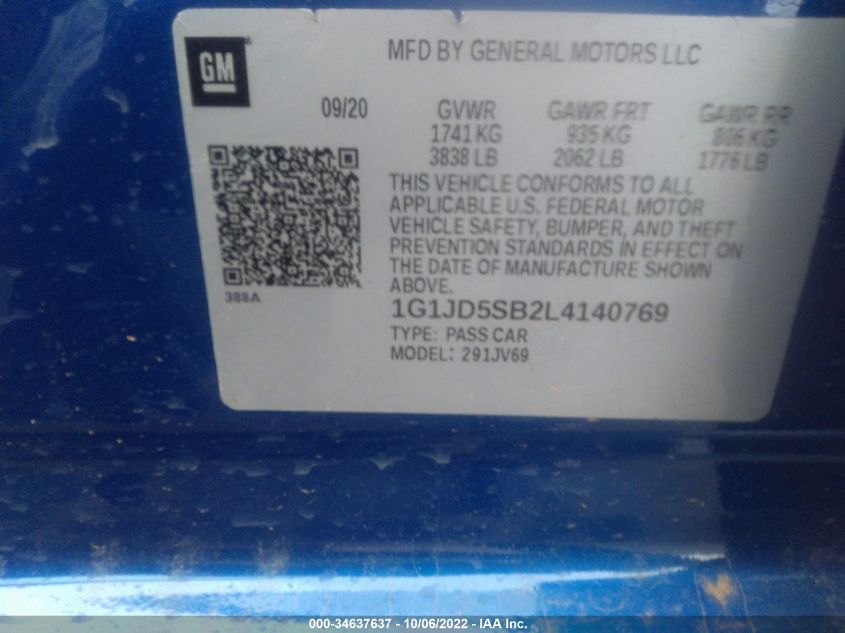 GM
MFD BY GENERAL MOTORS LLC
09/20 GVWR GAWR FRT GAWR RR
1741 KG 935 KG 806 KG
3838 LB 2062 LB 1776 LB
THIS VEHICLE CONFORMS TO ALL
APPLICABLE U.S. FEDERAL MOTOR
VEHICLE SAFETY, BUMPER, AND THEFT
PREVENTION STANDARDS IN EFFECT ON
THE DATE OF MANUFACTURE SHOWN
ABOVE.
388A
1G1JD5SB2L4140769
TYPE: PASS CAR
MODEL: 291JV69
000-34637637 - 10/06/2022 - IAA Inc.